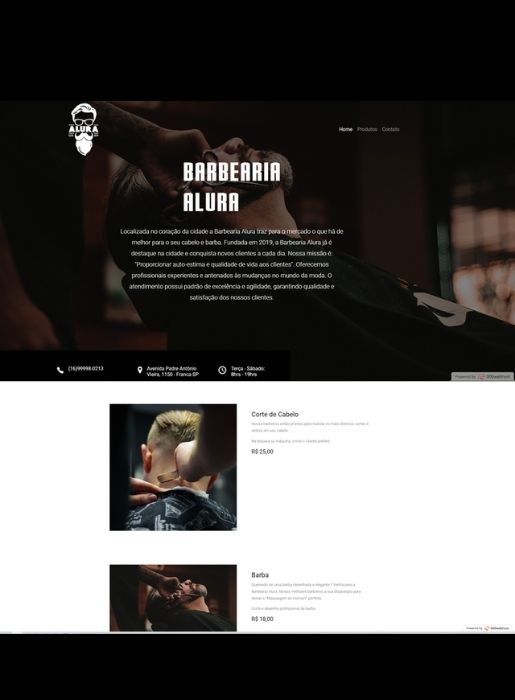 ALURA
Home Produtos Contato
BARBEARIA
ALURA
Localizada no coração da cidade a Barbearia Alura traz para o mercado o que há de
melhor para o seu cabelo e barba. Fundada em 2019, a Barbearia Alura já é
destaque na cidade e conquista novos clientes a cada dia. Nossa missão é:
"Proporcionar auto-estima e qualidade de vida aos clientes". Oferecemos
profissionais experientes e antenados às mudanças no mundo da moda. O
atendimento possui padrão de excelência e agilidade, garantindo qualidade e
satisfação dos nossos clientes.
(16)99998-0213
Avenida Padre Antônio
Vieira, 1158 - Franca-SP
Terça - Sábado:
8hrs - 19hrs
Powered by 000webhost
Corte de Cabelo
Nossos barbeiros estão prontos para realizar os mais diversos cortes e
estilos em seu cabelo.
Na tesoura ou máquina, como o cliente preferir.
R$ 25,00
Barba
Querendo ter uma barba desenhada e elegante? Venha para a
Barbearia Alura. Nossos melhores barbeiros a sua disposição para
deixar a "Maquiagem do homem" perfeita.
Corte e desenho profissional de barba.
R$ 18,00
Powered by 000webhost